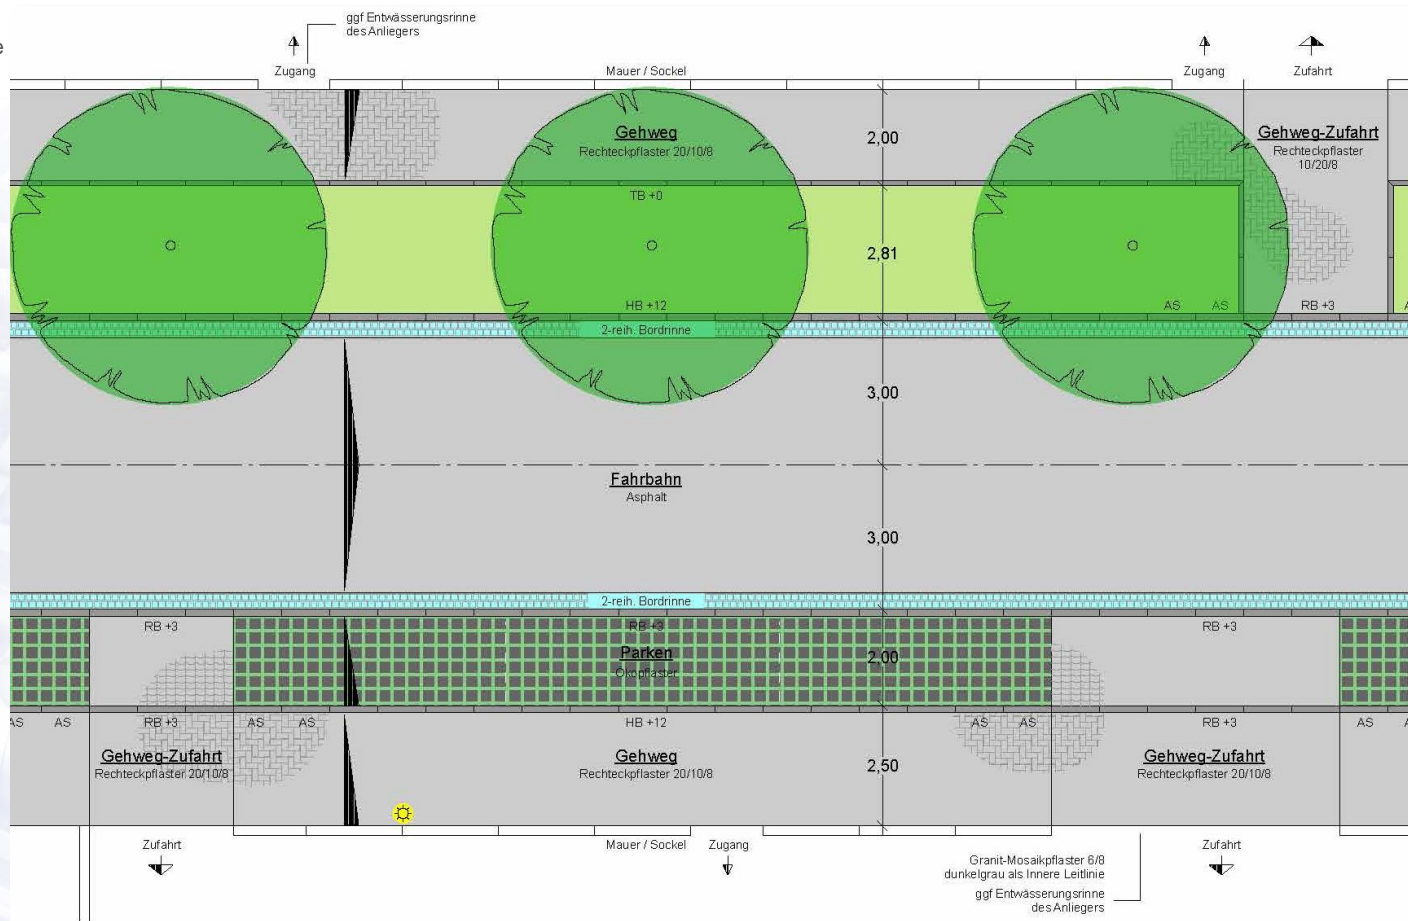 ggf Entwässerungsrinne
des Anliegers
e
Zugang
Mauer / Sockel
Zugang
Zufahrt
Gehweg
Rechteckpflaster 20/10/8
2,00
Gehweg-Zufahrt
Rechteckpflaster
10/20/8
TB +0
2,81
HB +12
AS AS
RB +3
2-reih. Bordrinne
3,00
Fahrbahn
Asphalt
3,00
2-reih. Bordrinne
RB +3
RB +3
RB +3
Parken
Ökopflaster
2,00
AS AS
RB +3
AS AS
HB +12
AS AS
RB +3
AS
Gehweg-Zufahrt
Rechteckpflaster 20/10/8
Gehweg
Rechteckpflaster 20/10/8
2,50
Gehweg-Zufahrt
Rechteckpflaster 20/10/8
Zufahrt
Mauer / Sockel
Zugang
Zufahrt
Granit-Mosaikpflaster 6/8
dunkelgrau als Innere Leitlinie
ggf Entwässerungsrinne
des Anliegers